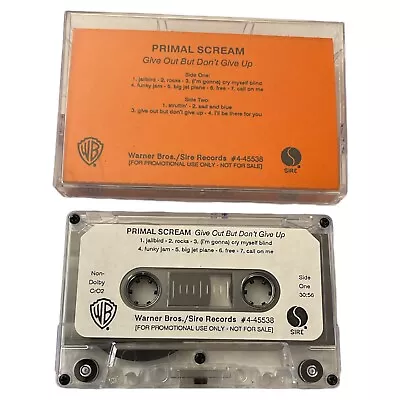 PRIMAL SCREAM
Give Out But Don't Give Up
Side One:
1. jailbird - 2. rocks - 3. (i'm gonna) cry myself blind
4. funky jam - 5. big jet plane - 6. free - 7. call on me
Side Two:
1. struttin' - 2. sad and blue
3. give out but don't give up - 4. i'll be there for you
WB
Warner Bros./Sire Records #4-45538
[FOR PROMOTIONAL USE ONLY - NOT FOR SALE]
SIRE
PRIMAL SCREAM Give Out But Don't Give Up
1. jailbird - 2. rocks - 3. (i'm gonna) cry myself blind
4. funky jam - 5. big jet plane - 6. free - 7. call on me
Non-
Dolby
CrO2
Side
One
30:56
WB
Warner Bros./Sire Records #4-45538
[FOR PROMOTIONAL USE ONLY - NOT FOR SALE]
SIRE